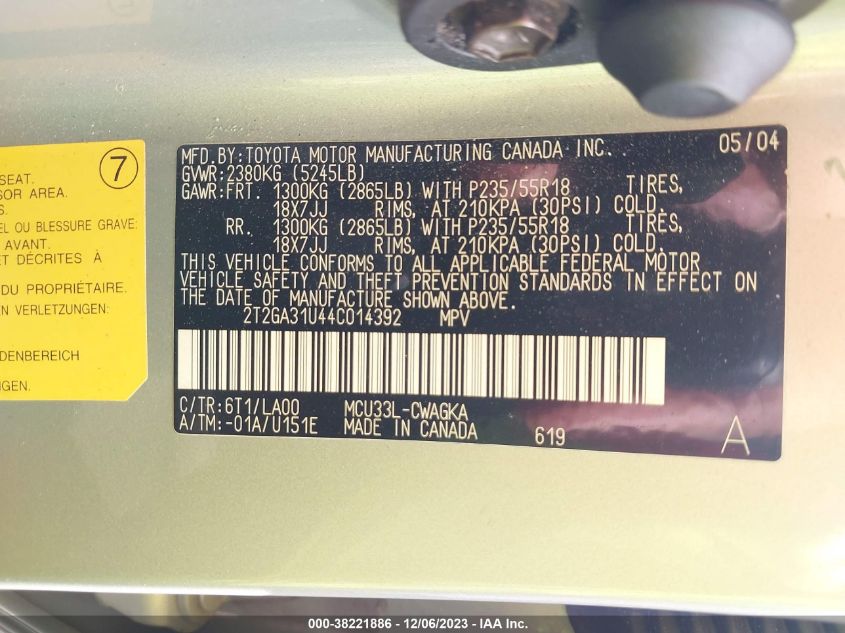 7
SEAT.
SOR AREA.
S.
EL OU BLESSURE GRAVE:
AVANT.
ET DÉCRITES À
DU PROPRIÉTAIRE.
EN VERLETZUNGEN:
DENBEREICH
EGEN.
MFD.BY:TOYOTA MOTOR MANUFACTURING CANADA INC. 05/04
GVWR:2380KG (5245LB)
GAWR:FRT. 1300KG (2865LB) WITH P235/55R18 TIRES,
18X7JJ RIMS, AT 210KPA (30PSI) COLD.
RR. 1300KG (2865LB) WITH P235/55R18 TIRES,
18X7JJ RIMS, AT 210KPA (30PSI) COLD.
THIS VEHICLE CONFORMS TO ALL APPLICABLE FEDERAL MOTOR
VEHICLE SAFETY AND THEFT PREVENTION STANDARDS IN EFFECT ON
THE DATE OF MANUFACTURE SHOWN ABOVE.
2T2GA31U44C014392 MPV
C/TR:6T1/LA00 MCU33L-CWAGKA
A/TM:-01A/U151E MADE IN CANADA 619 A
000-38221886 - 12/06/2023 - IAA Inc.